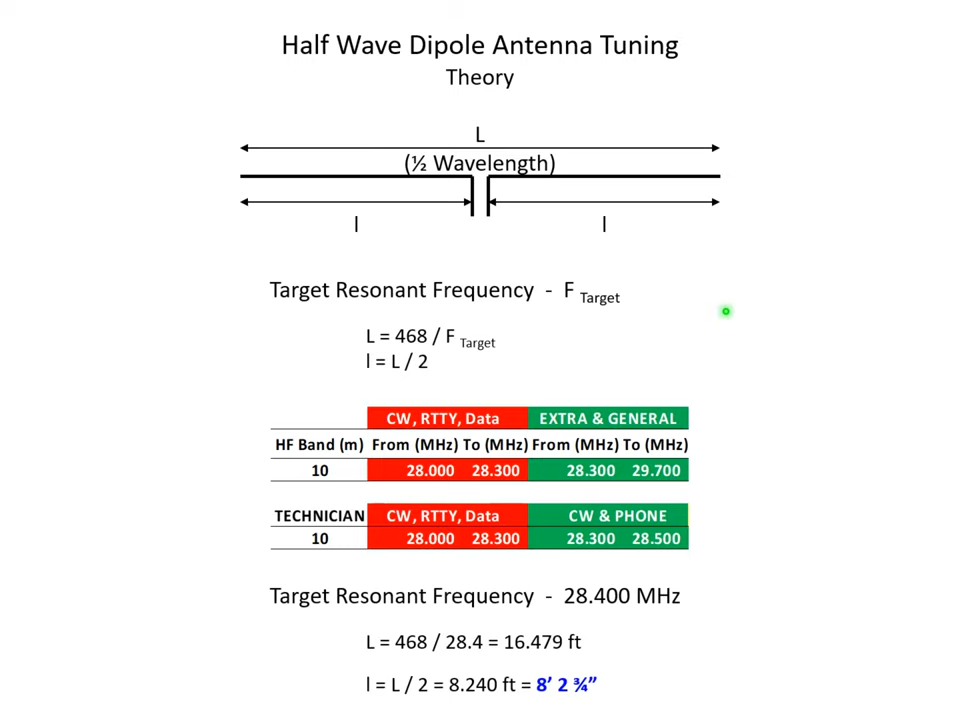 Half Wave Dipole Antenna Tuning
Theory
L
(½ Wavelength)
l l
Target Resonant Frequency - F Target
L = 468 / F Target
l = L / 2
CW, RTTY, Data EXTRA & GENERAL
HF Band (m) From (MHz) To (MHz) From (MHz) To (MHz)
10 28.000 28.300 28.300 29.700
TECHNICIAN CW, RTTY, Data CW & PHONE
10 28.000 28.300 28.300 28.500
Target Resonant Frequency - 28.400 MHz
L = 468 / 28.4 = 16.479 ft
l = L / 2 = 8.240 ft = 8’ 2 ¾”